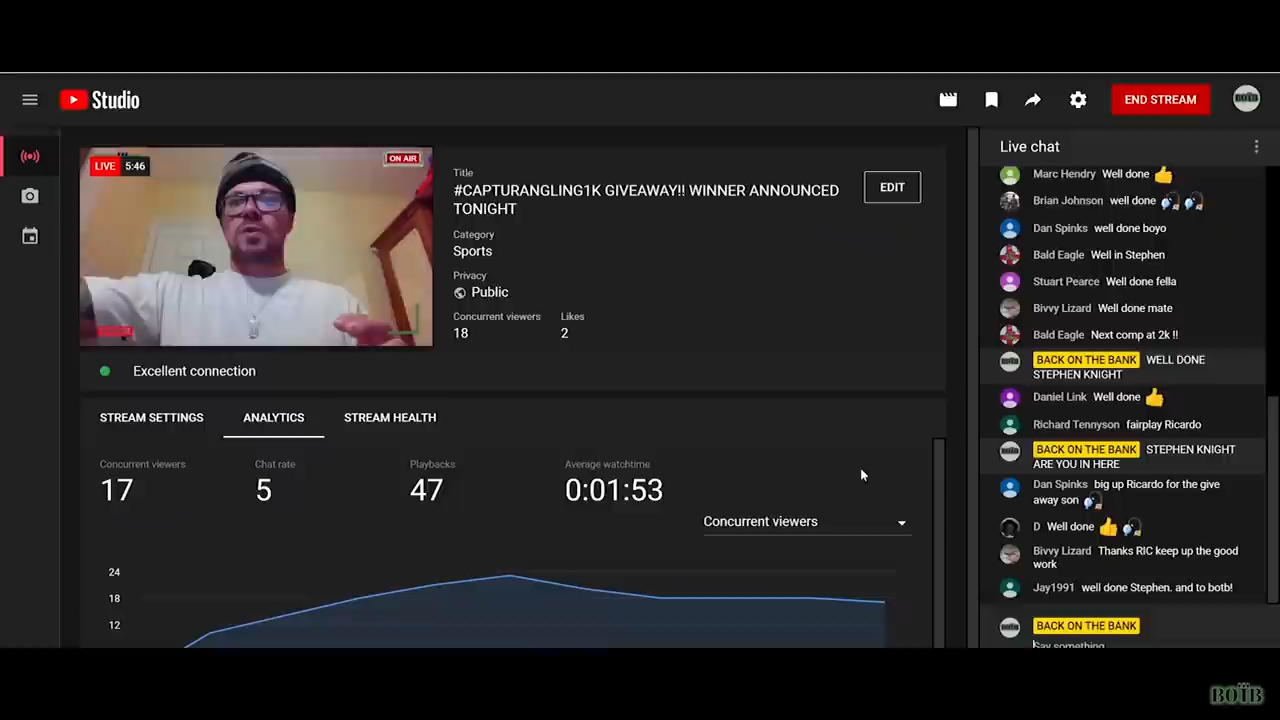 Studio
END STREAM
BOTB
LIVE 5:46
ON AIR
Title
#CAPTURANGLING1K GIVEAWAY!! WINNER ANNOUNCED
TONIGHT
EDIT
Category
Sports
Privacy
Public
Concurrent viewers Likes
18 2
Excellent connection
STREAM SETTINGS ANALYTICS STREAM HEALTH
Concurrent viewers Chat rate Playbacks Average watchtime
17 5 47 0:01:53
Concurrent viewers
24
18
12
Live chat
Marc Hendry Well done 👍
Brian Johnson well done 🎣 🎣
Dan Spinks well done boyo
Bald Eagle Well in Stephen
Stuart Pearce Well done fella
Bivvy Lizard Well done mate
Bald Eagle Next comp at 2k !!
BACK ON THE BANK WELL DONE
STEPHEN KNIGHT
Daniel Link Well done 👍
Richard Tennyson fairplay Ricardo
BACK ON THE BANK STEPHEN KNIGHT
ARE YOU IN HERE
Dan Spinks big up Ricardo for the give
away son 🎣
D Well done 👍 🎣
Bivvy Lizard Thanks RIC keep up the good
work
Jay1991 well done Stephen. and to botb!
BACK ON THE BANK
Say something
BOTB